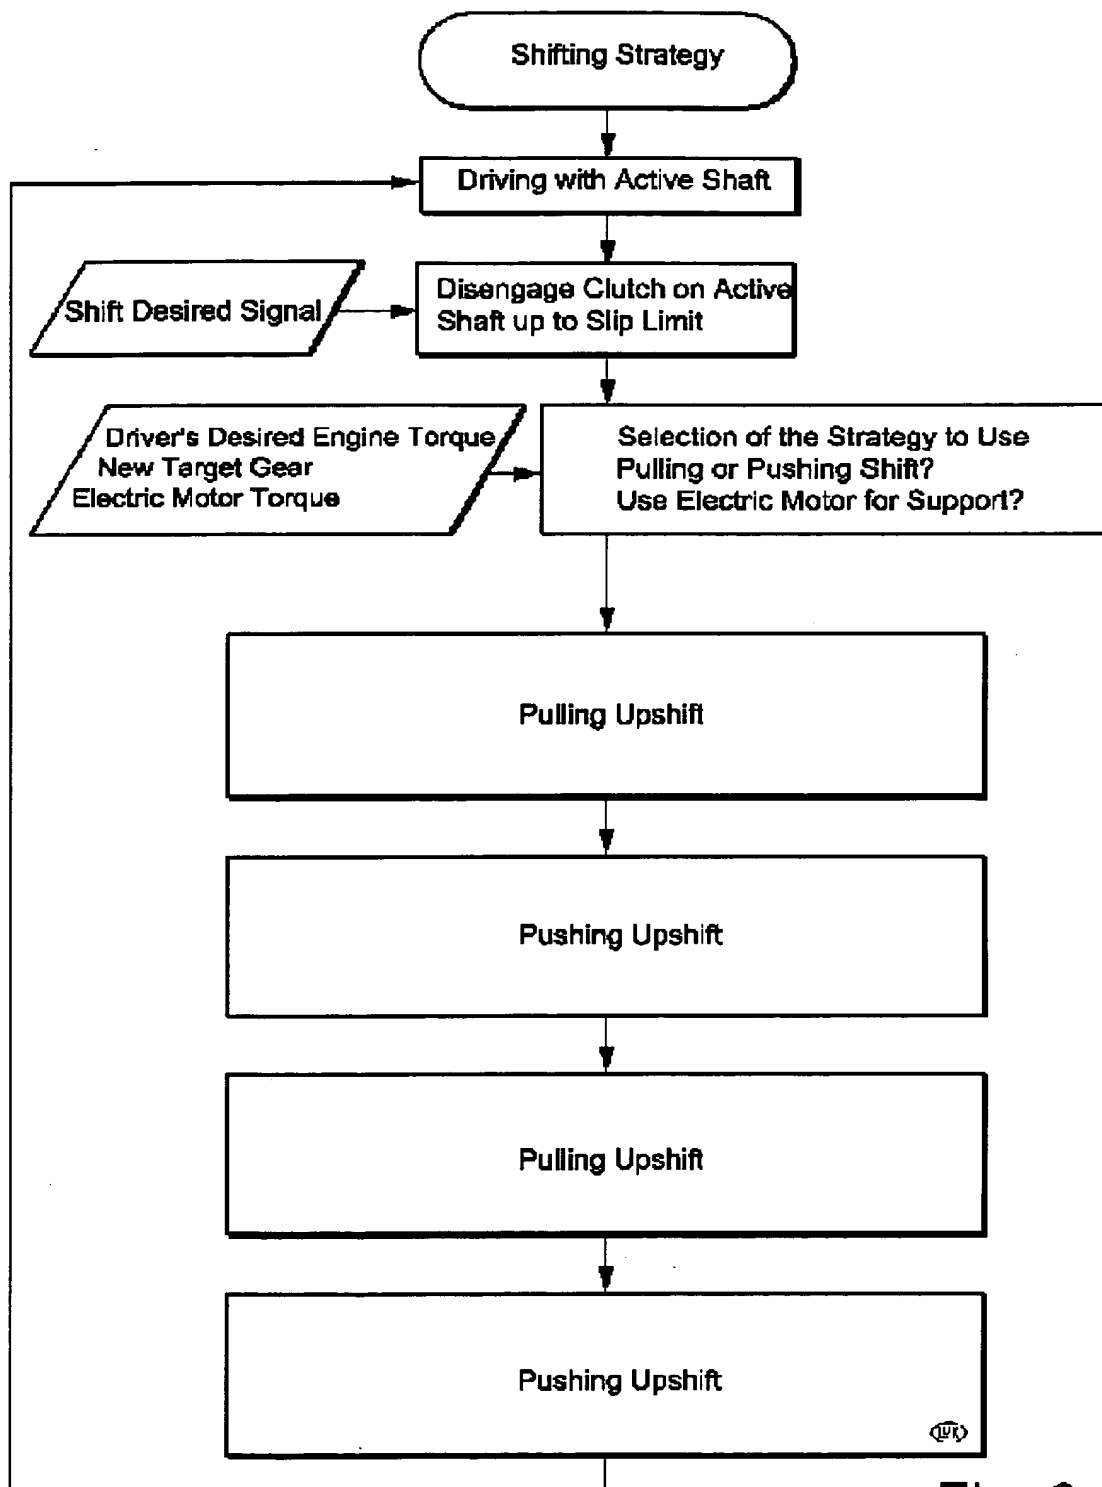 Shifting Strategy
Driving with Active Shaft
Shift Desired Signal
Disengage Clutch on Active
Shaft up to Slip Limit
Driver's Desired Engine Torque
New Target Gear
Electric Motor Torque
Selection of the Strategy to Use
Pulling or Pushing Shift?
Use Electric Motor for Support?
Pulling Upshift
Pushing Upshift
Pulling Upshift
Pushing Upshift
LUK